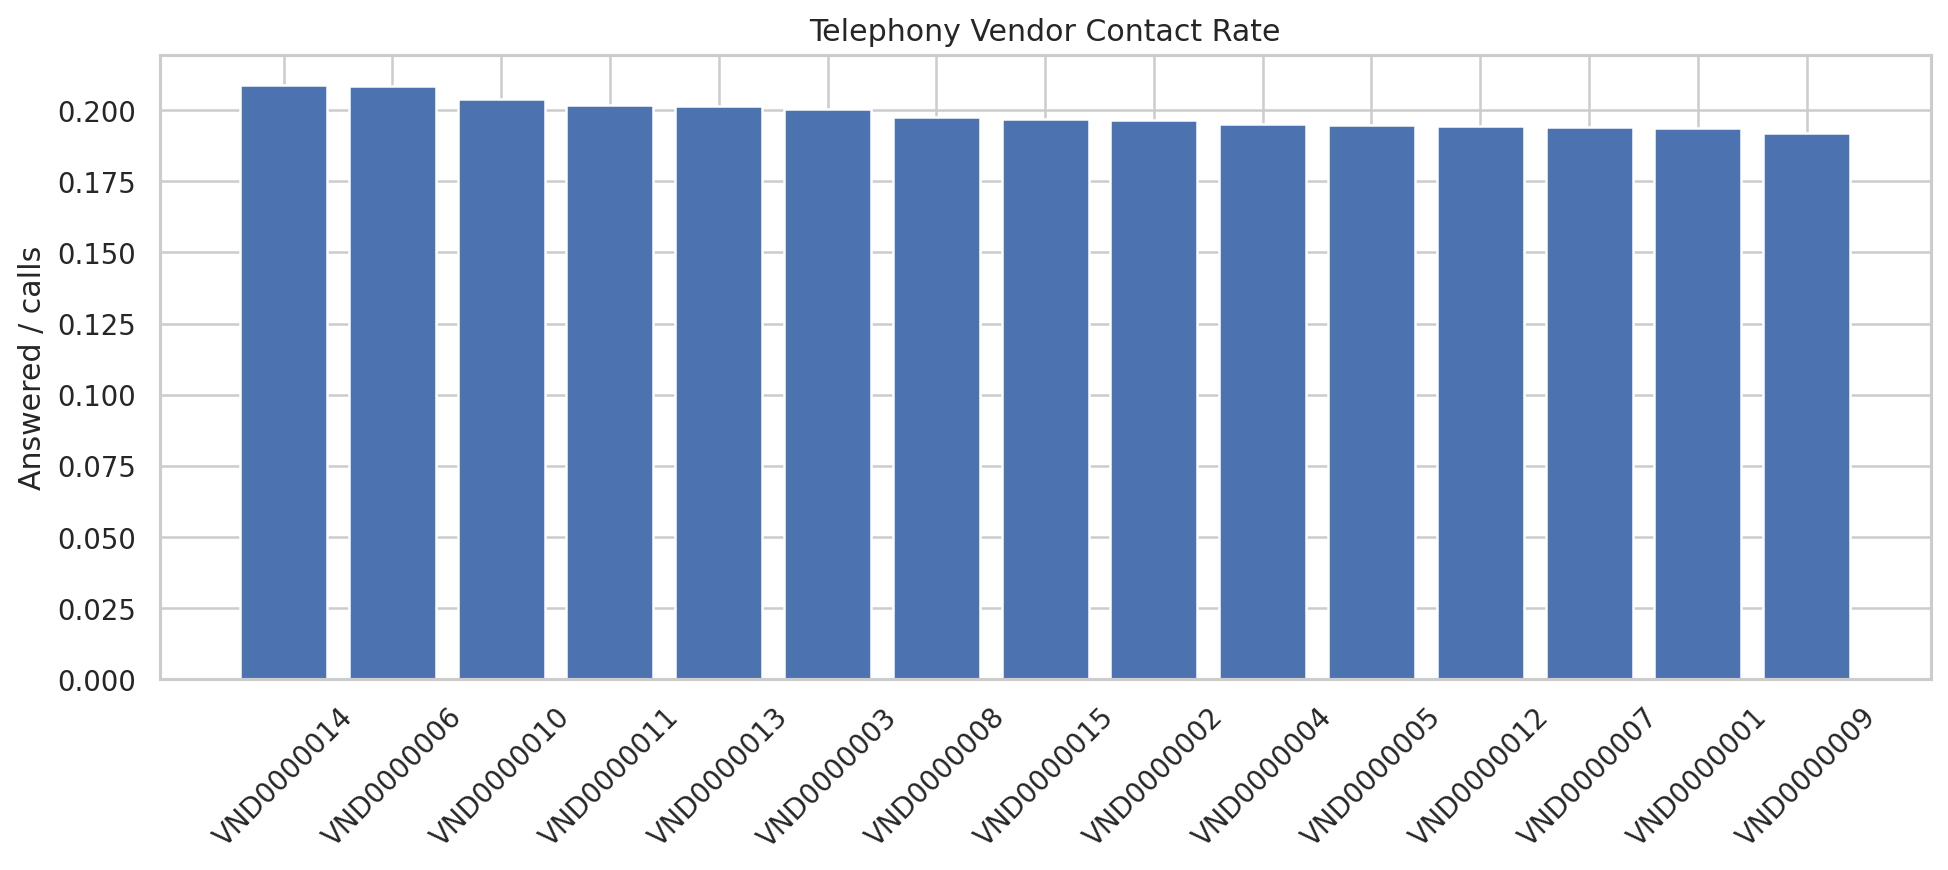 Telephony Vendor Contact Rate
Answered / calls
0.200
0.175
0.150
0.125
0.100
0.075
0.050
0.025
0.000
VND0000014
VND0000006
VND0000010
VND0000011
VND0000013
VND0000003
VND0000008
VND0000015
VND0000002
VND0000004
VND0000005
VND0000012
VND0000007
VND0000001
VND0000009